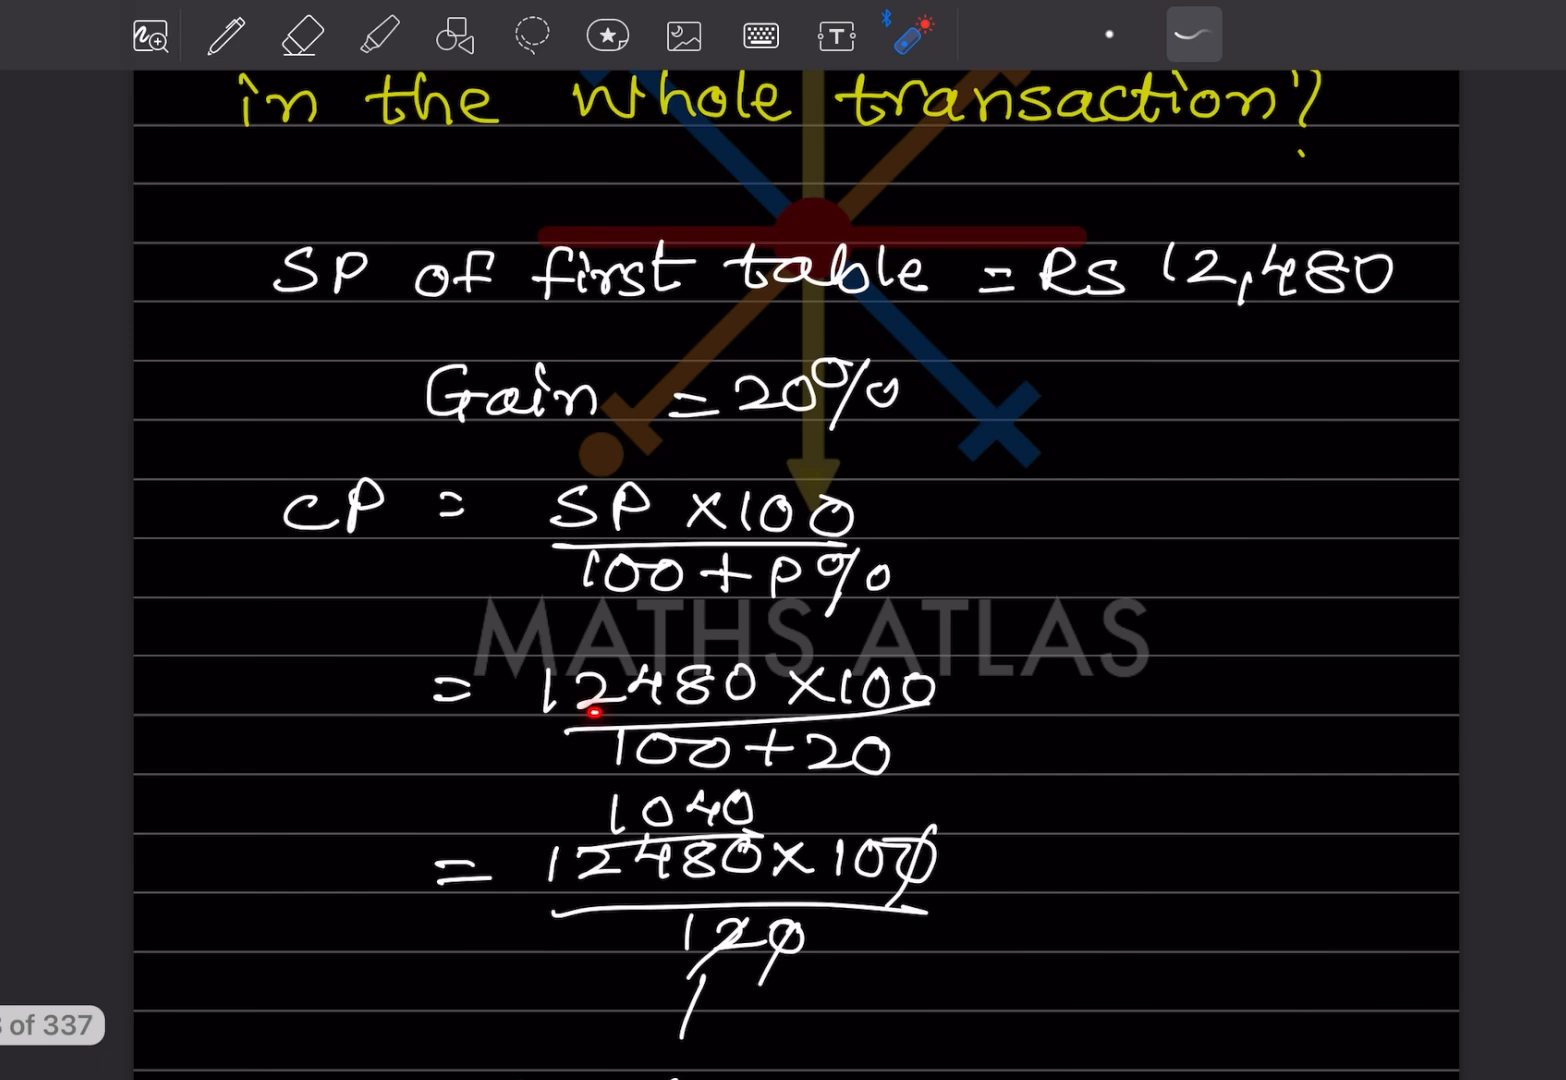 in the whole transaction?
SP of first table = Rs 12,480
Gain = 20%
CP = SP ×100
100 + P%
MATHS ATLAS
= 12480 ×100
100+20
1040
= 12480× 100
120
1
of 337